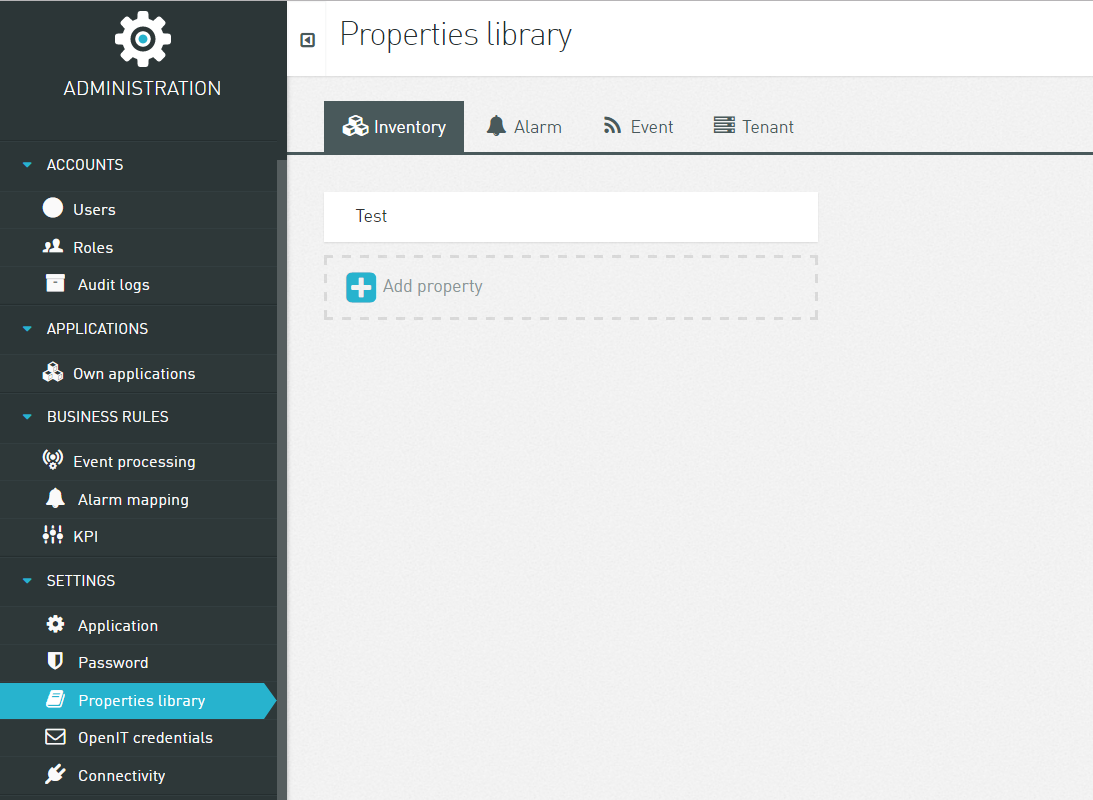 ADMINISTRATION
ACCOUNTS
Users
Roles
Audit logs
APPLICATIONS
Own applications
BUSINESS RULES
Event processing
Alarm mapping
KPI
SETTINGS
Application
Password
Properties library
OpenIT credentials
Connectivity
Properties library
Inventory
Alarm
Event
Tenant
Test
Add property